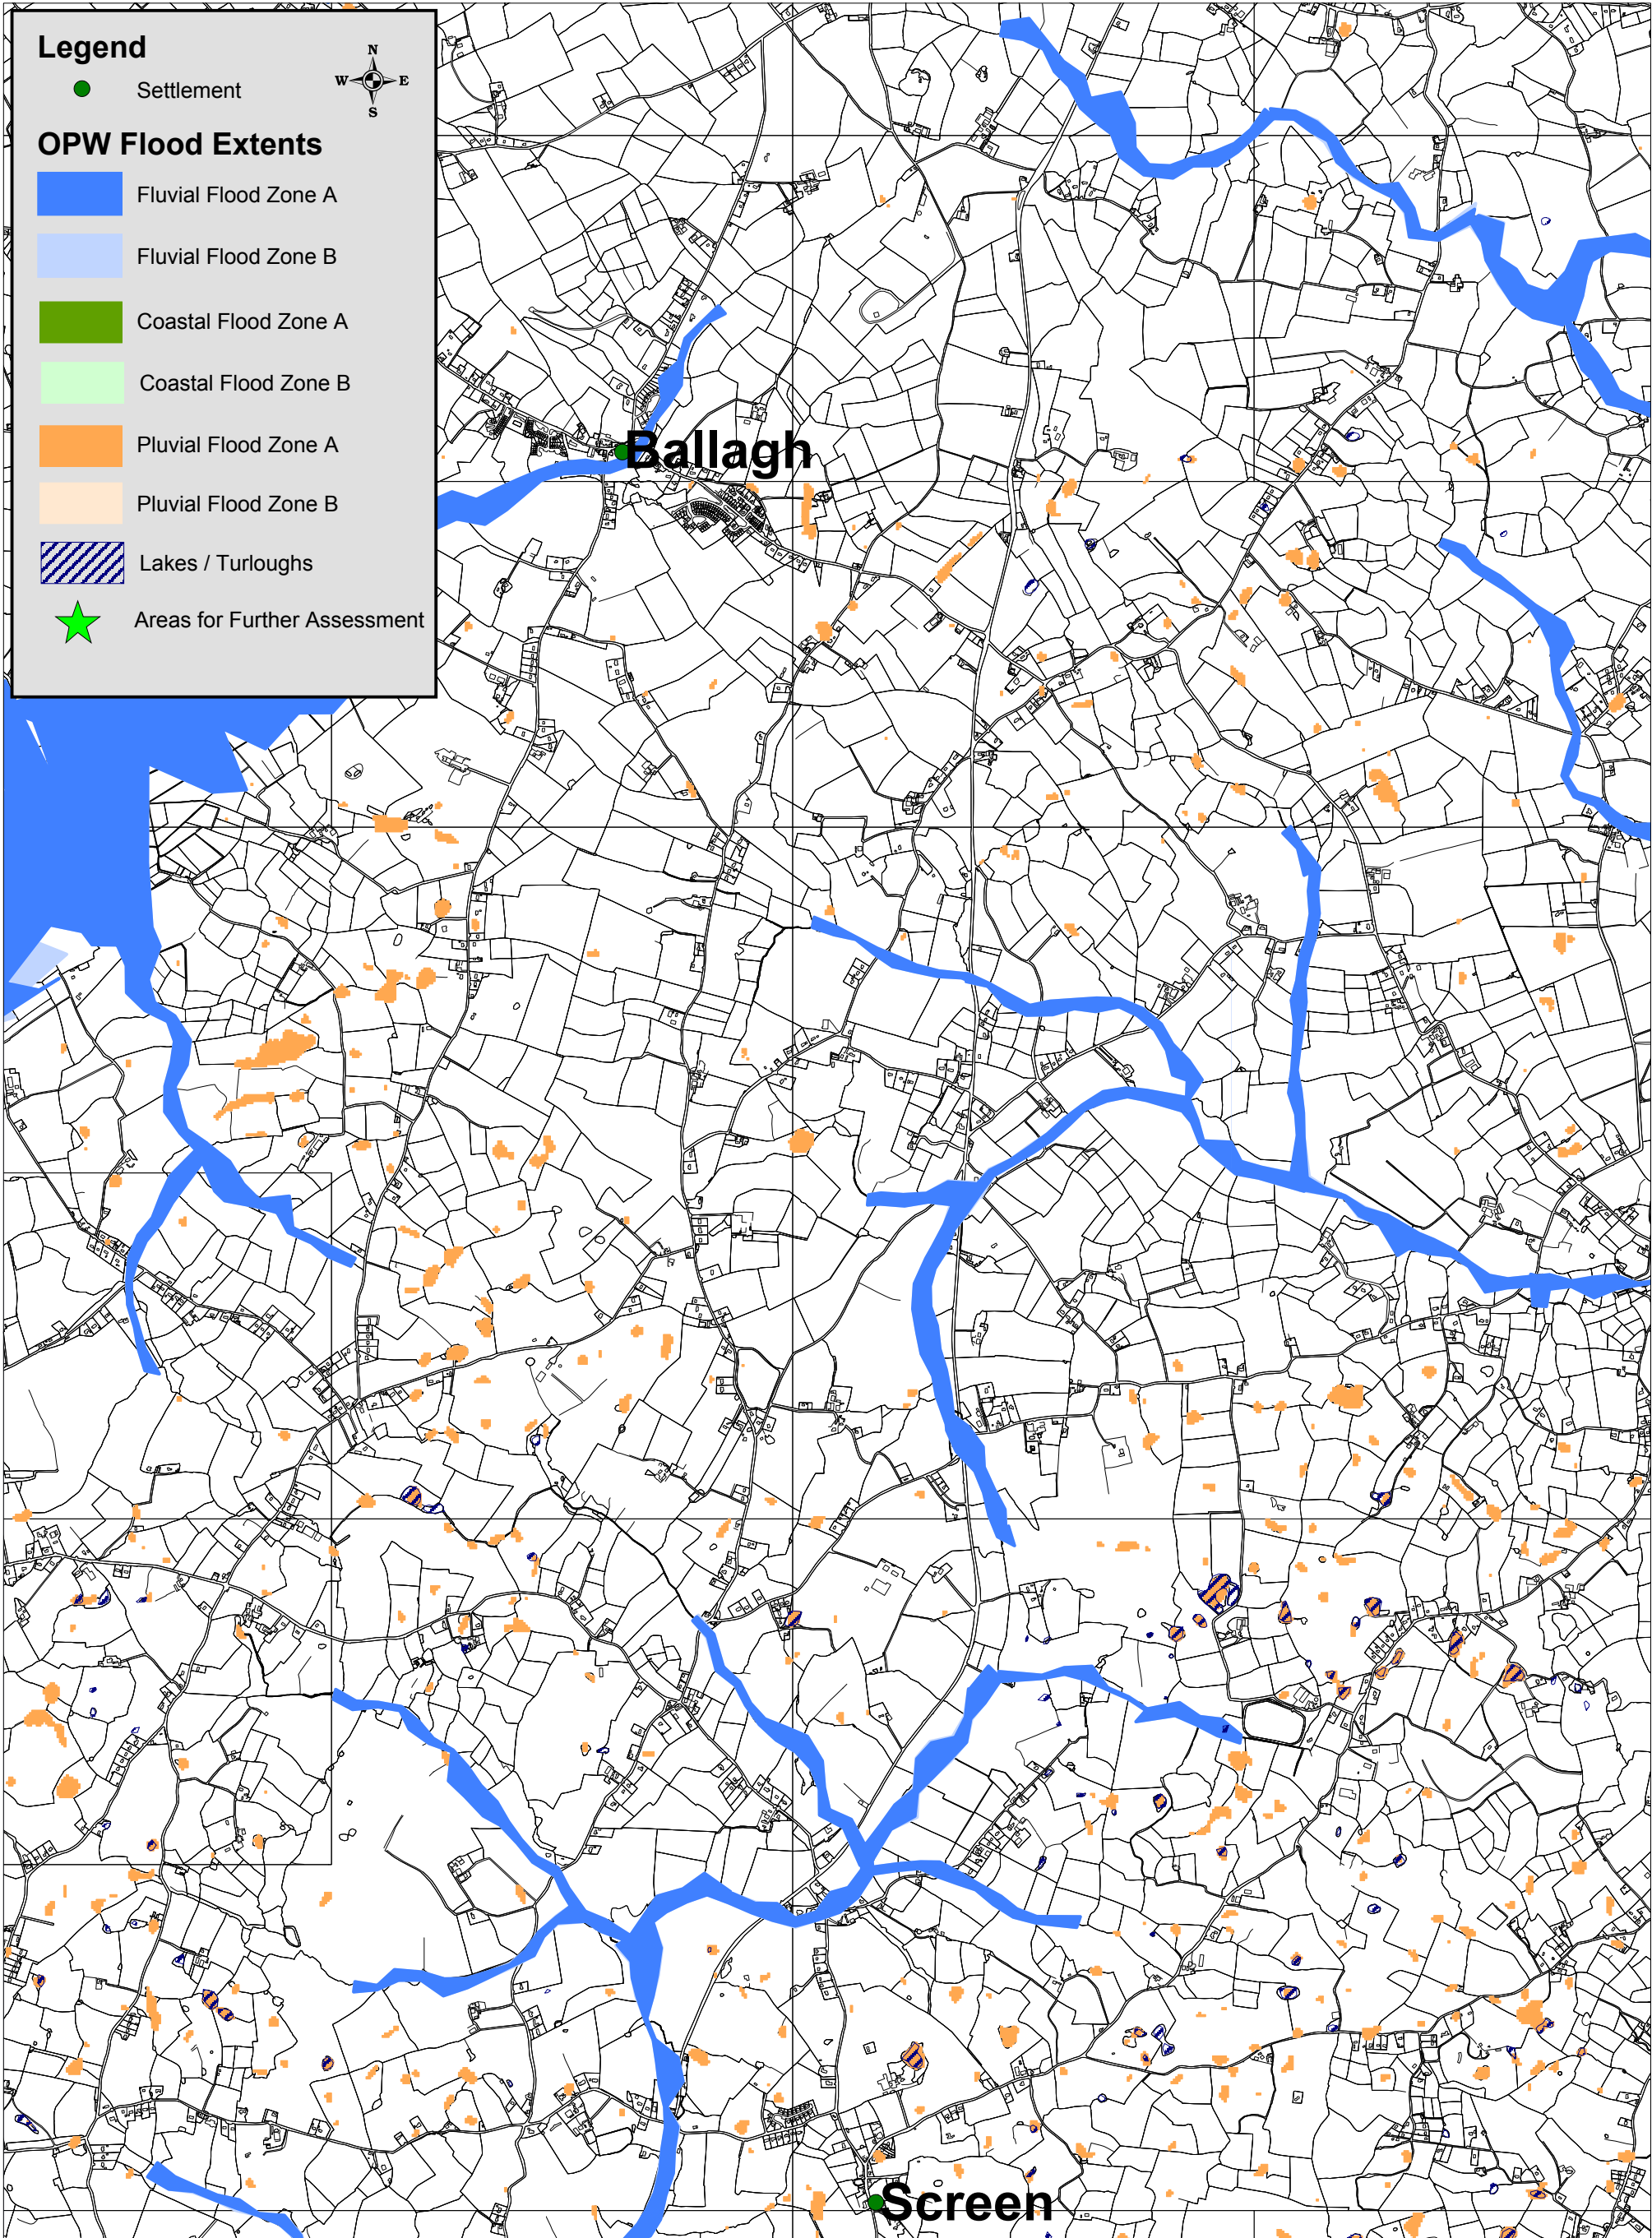 Legend
N
W E
S
Settlement
OPW Flood Extents
Fluvial Flood Zone A
Fluvial Flood Zone B
Coastal Flood Zone A
Coastal Flood Zone B
Pluvial Flood Zone A
Pluvial Flood Zone B
Lakes / Turloughs
Areas for Further Assessment
Ballagh
Screen